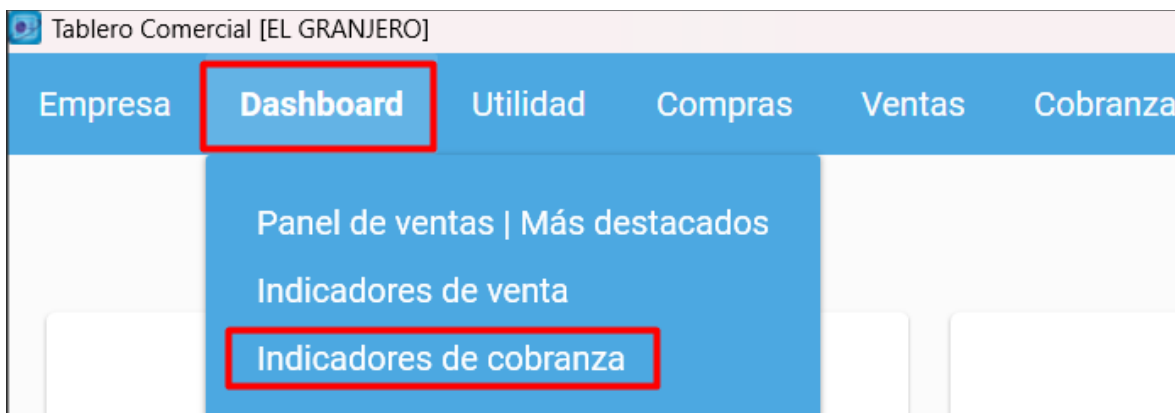 Tablero Comercial [EL GRANJERO]
Empresa Dashboard Utilidad Compras Ventas Cobranza
Panel de ventas | Más destacados
Indicadores de venta
Indicadores de cobranza